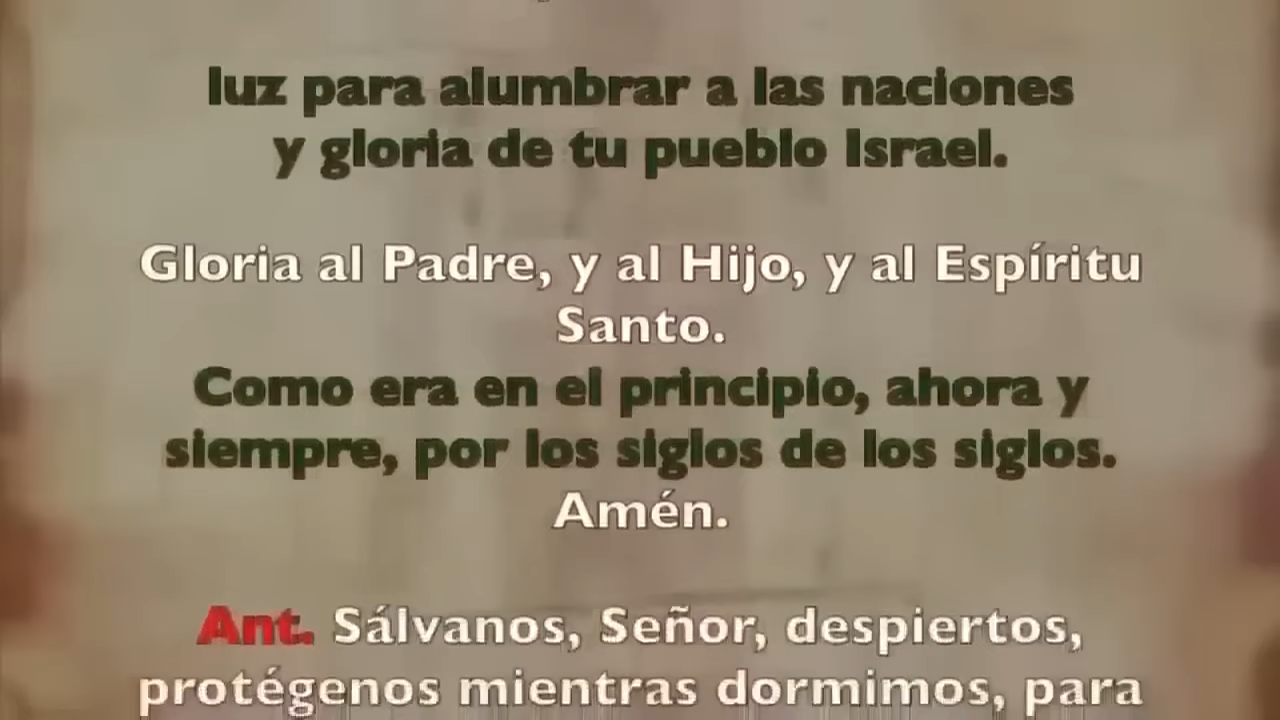 luz para alumbrar a las naciones
y gloria de tu pueblo Israel.
Gloria al Padre, y al Hijo, y al Espíritu
Santo.
Como era en el principio, ahora y
siempre, por los siglos de los siglos.
Amén.
Ant. Sálvanos, Señor, despiertos,
protégenos mientras dormimos, para